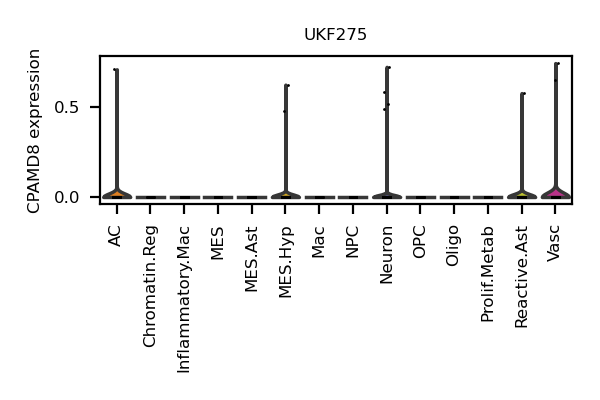 UKF275
CPAMD8 expression
0.5
0.0
AC
Chromatin.Reg
Inflammatory.Mac
MES
MES.Ast
MES.Hyp
Mac
NPC
Neuron
OPC
Oligo
Prolif.Metab
Reactive.Ast
Vasc